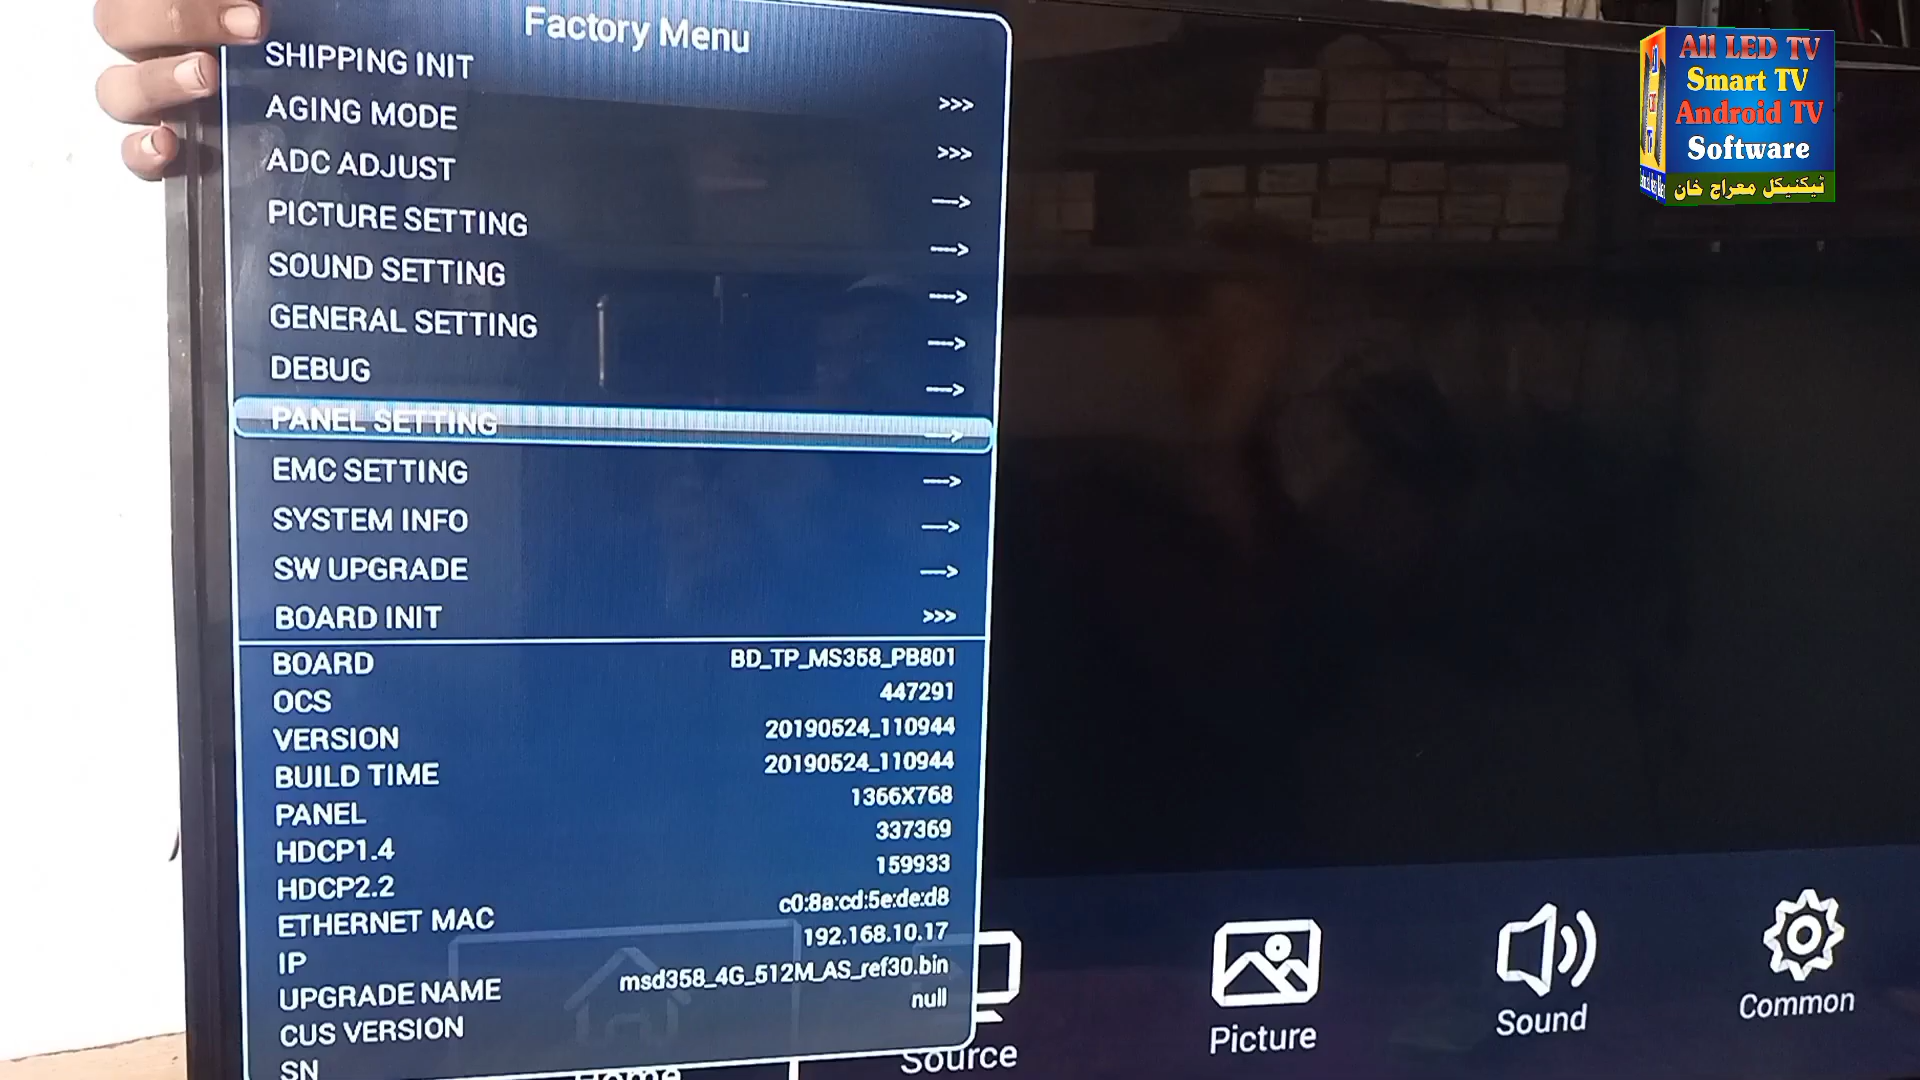 Factory Menu
SHIPPING INIT
AGING MODE >>>
ADC ADJUST >>>
PICTURE SETTING --->
SOUND SETTING --->
GENERAL SETTING --->
DEBUG --->
PANEL SETTING --->
EMC SETTING --->
SYSTEM INFO --->
SW UPGRADE --->
BOARD INIT >>>
BOARD BD_TP_MS358_PB801
OCS 447291
VERSION 20190524_110944
BUILD TIME 20190524_110944
PANEL 1366X768
HDCP1.4 337369
HDCP2.2 159933
ETHERNET MAC c0:8a:cd:5e:de:d8
IP 192.168.10.17
UPGRADE NAME msd358_4G_512M_AS_ref30.bin
CUS VERSION null
SN
Home
Source
Picture
Sound
Common
All LED TV
Smart TV
Android TV
Software
ٹیکنیکل معراج خان